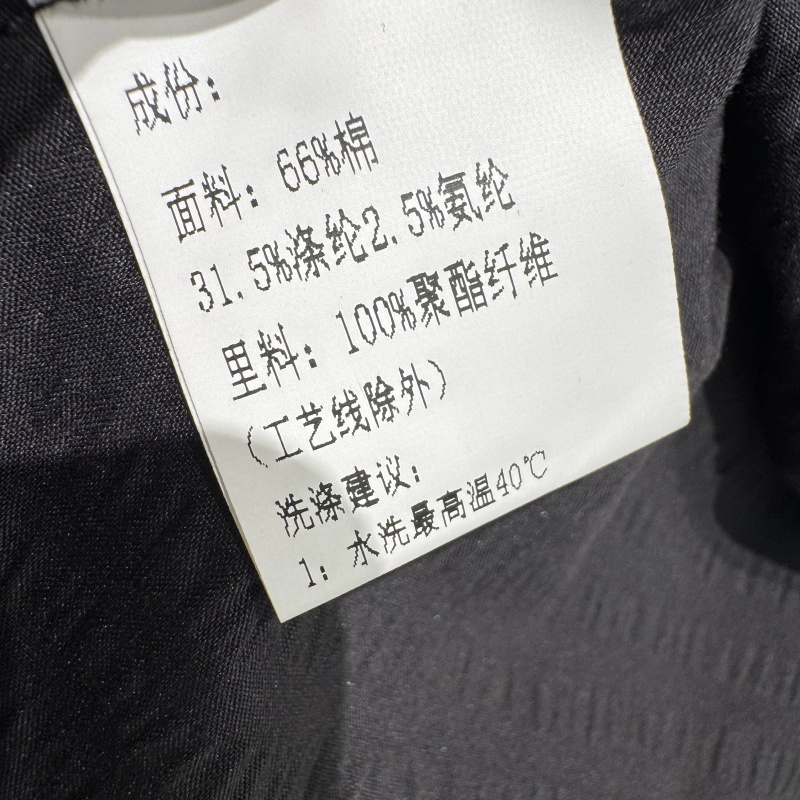 成份：
面料：66%棉
31.5%涤纶2.5%氨纶
里料：100%聚酯纤维
（工艺线除外）
洗涤建议：
1：水洗最高温40℃